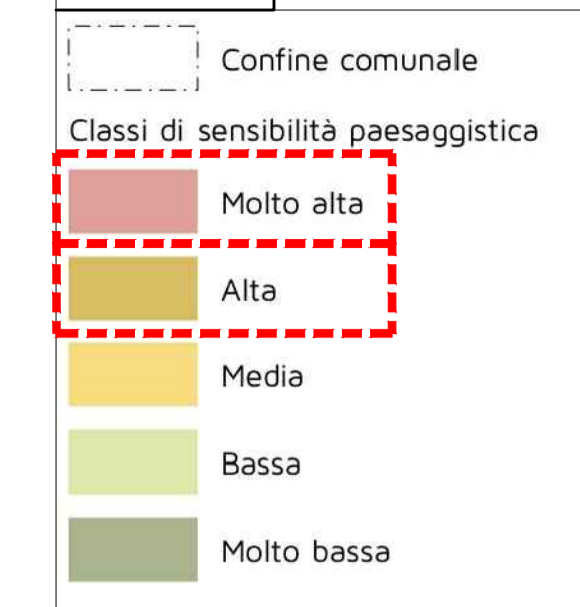 Confine comunale
Classi di sensibilità paesaggistica
Molto alta
Alta
Media
Bassa
Molto bassa